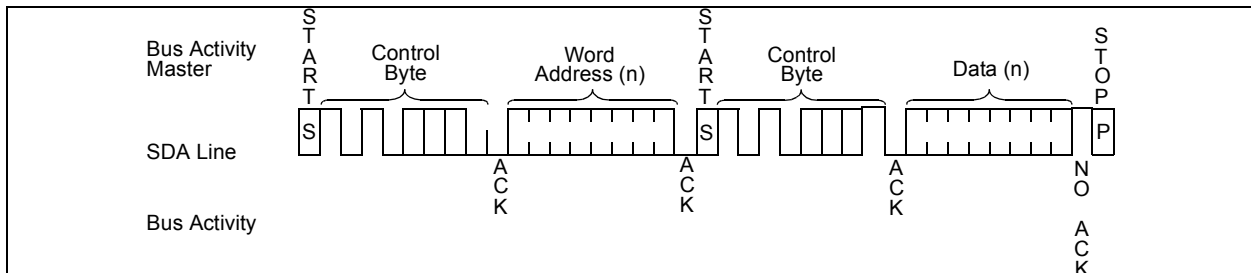 Bus Activity
Master
START
Control
Byte
Word
Address (n)
START
Control
Byte
Data (n)
STOP
SDA Line
S
S
P
ACK
ACK
ACK
NO ACK
Bus Activity